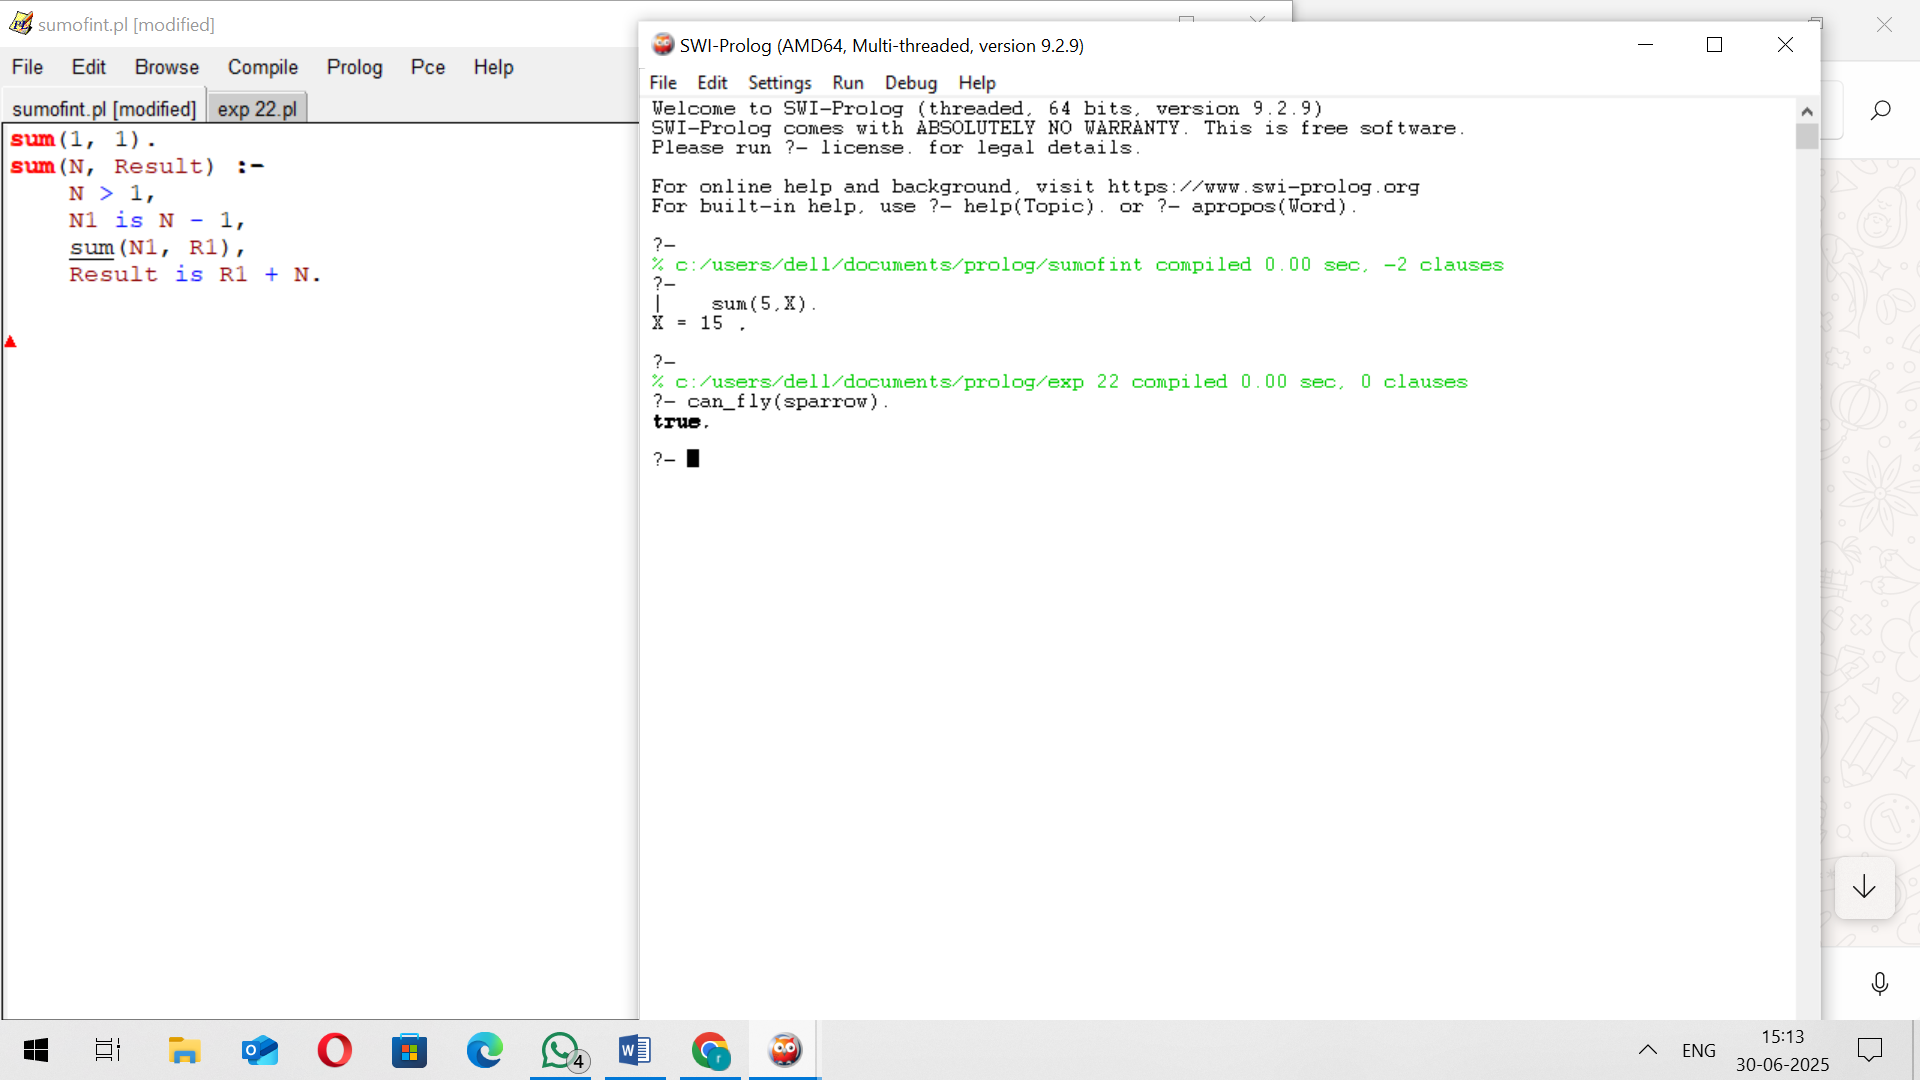 sumofint.pl [modified]
File Edit Browse Compile Prolog Pce Help
sumofint.pl [modified] exp 22.pl
sum(1, 1).
sum(N, Result) :-
    N > 1,
    N1 is N - 1,
    sum(N1, R1),
    Result is R1 + N.
SWI-Prolog (AMD64, Multi-threaded, version 9.2.9)
File Edit Settings Run Debug Help
Welcome to SWI-Prolog (threaded, 64 bits, version 9.2.9)
SWI-Prolog comes with ABSOLUTELY NO WARRANTY. This is free software.
Please run ?- license. for legal details.
For online help and background, visit https://www.swi-prolog.org
For built-in help, use ?- help(Topic). or ?- apropos(Word).
?-
% c:/users/dell/documents/prolog/sumofint compiled 0.00 sec, -2 clauses
?-
|    sum(5,X).
X = 15 .
?-
% c:/users/dell/documents/prolog/exp 22 compiled 0.00 sec, 0 clauses
?- can_fly(sparrow).
true.
?-
4
W
r
ENG
15:13
30-06-2025